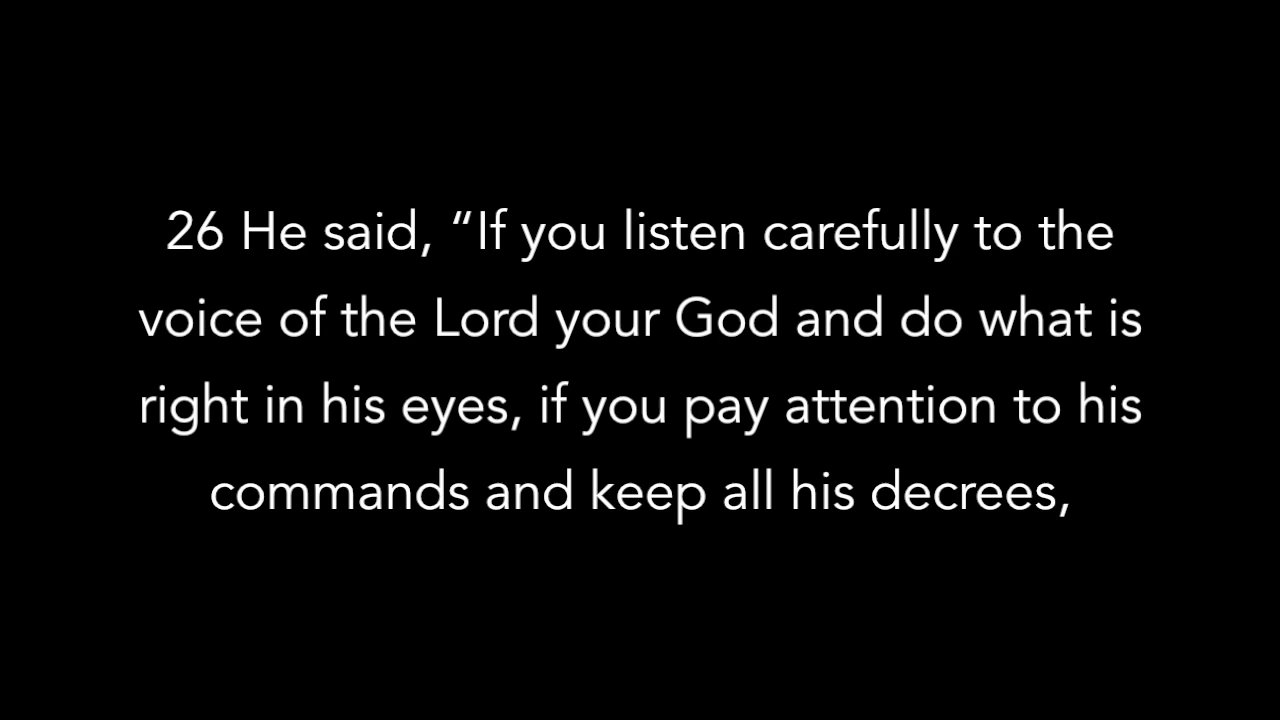 26 He said, “If you listen carefully to the
voice of the Lord your God and do what is
right in his eyes, if you pay attention to his
commands and keep all his decrees,